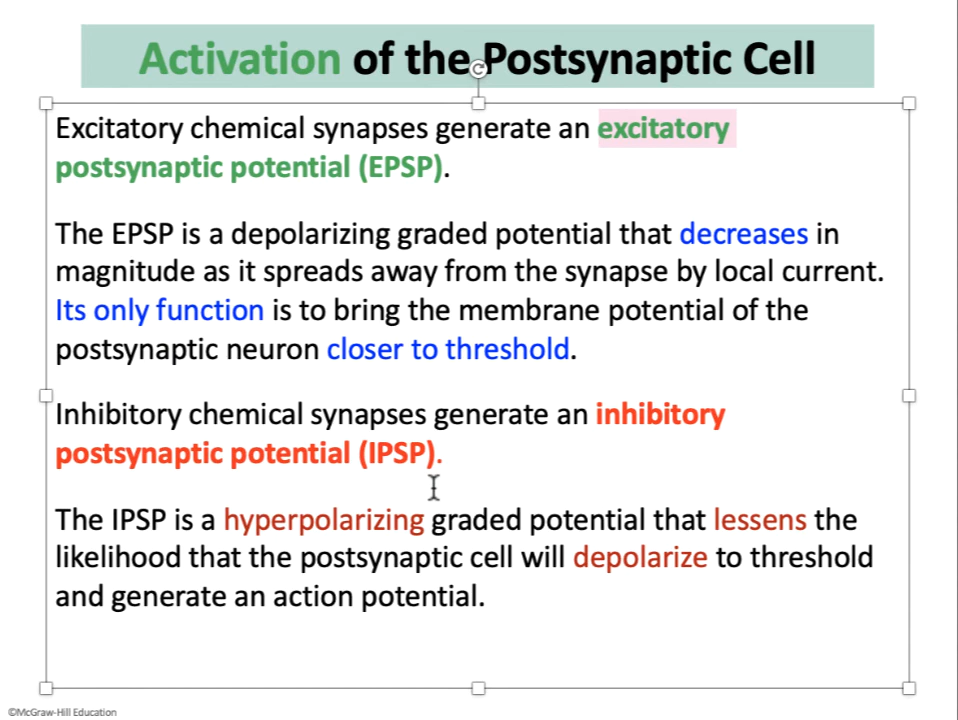 Activation of the Postsynaptic Cell
Excitatory chemical synapses generate an excitatory
postsynaptic potential (EPSP).
The EPSP is a depolarizing graded potential that decreases in
magnitude as it spreads away from the synapse by local current.
Its only function is to bring the membrane potential of the
postsynaptic neuron closer to threshold.
Inhibitory chemical synapses generate an inhibitory
postsynaptic potential (IPSP).
The IPSP is a hyperpolarizing graded potential that lessens the
likelihood that the postsynaptic cell will depolarize to threshold
and generate an action potential.
©McGraw-Hill Education